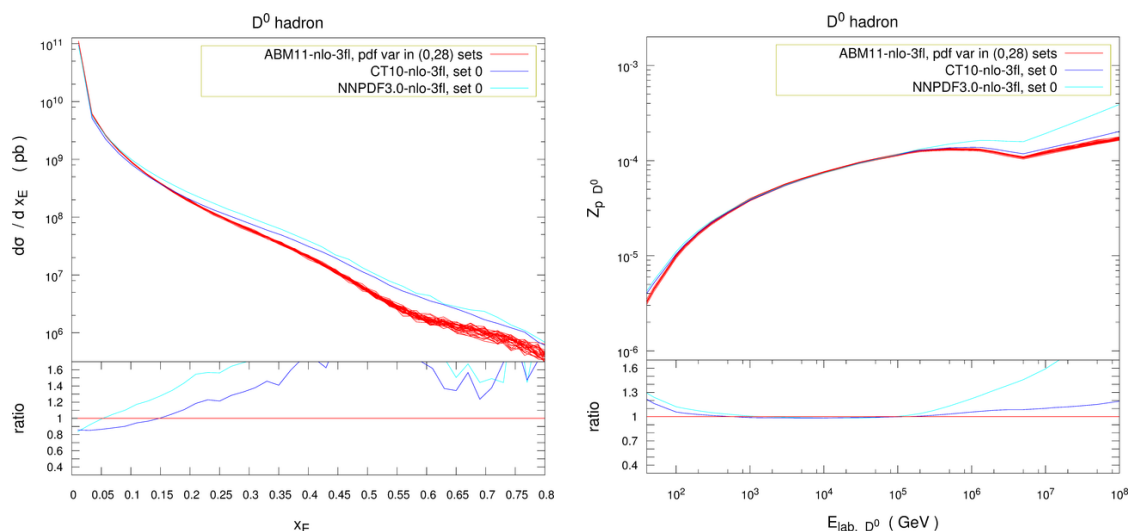 D⁰ hadron
ABM11-nlo-3fl, pdf var in (0,28) sets
CT10-nlo-3fl, set 0
NNPDF3.0-nlo-3fl, set 0
10¹¹
10¹⁰
10⁹
10⁸
10⁷
10⁶
dσ / d x_E ( pb )
1.6
1.4
1.2
1
0.8
0.6
0.4
ratio
0 0.05 0.1 0.15 0.2 0.25 0.3 0.35 0.4 0.45 0.5 0.55 0.6 0.65 0.7 0.75 0.8
x_E
D⁰ hadron
ABM11-nlo-3fl, pdf var in (0,28) sets
CT10-nlo-3fl, set 0
NNPDF3.0-nlo-3fl, set 0
10⁻³
10⁻⁴
10⁻⁵
10⁻⁶
Z_p D⁰
1.6
1.3
1
0.7
0.4
ratio
10² 10³ 10⁴ 10⁵ 10⁶ 10⁷ 10⁸
E_lab, D⁰ ( GeV )